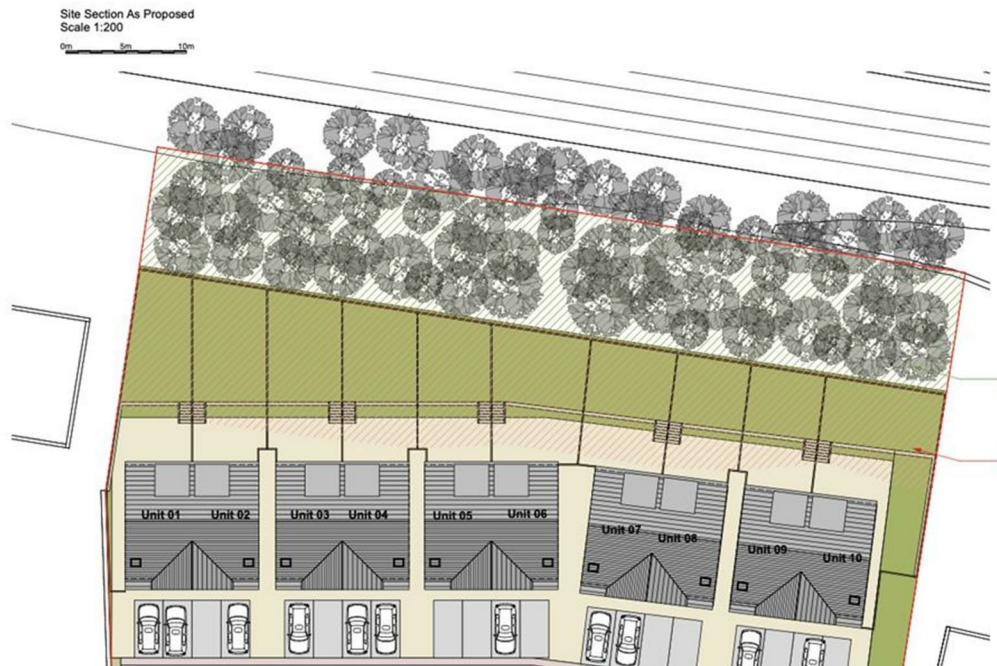 Site Section As Proposed
Scale 1:200
0m 5m 10m
Unit 01 Unit 02 Unit 03 Unit 04 Unit 05 Unit 06
Unit 07 Unit 08 Unit 09 Unit 10